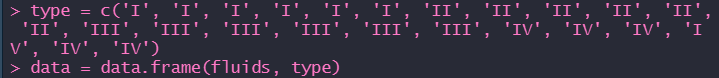 > type = c('I', 'I', 'I', 'I', 'I', 'I', 'II', 'II', 'II', 'II', 'II',
'II', 'III', 'III', 'III', 'III', 'III', 'III', 'IV', 'IV', 'IV', 'I
V', 'IV', 'IV')
> data = data.frame(fluids, type)